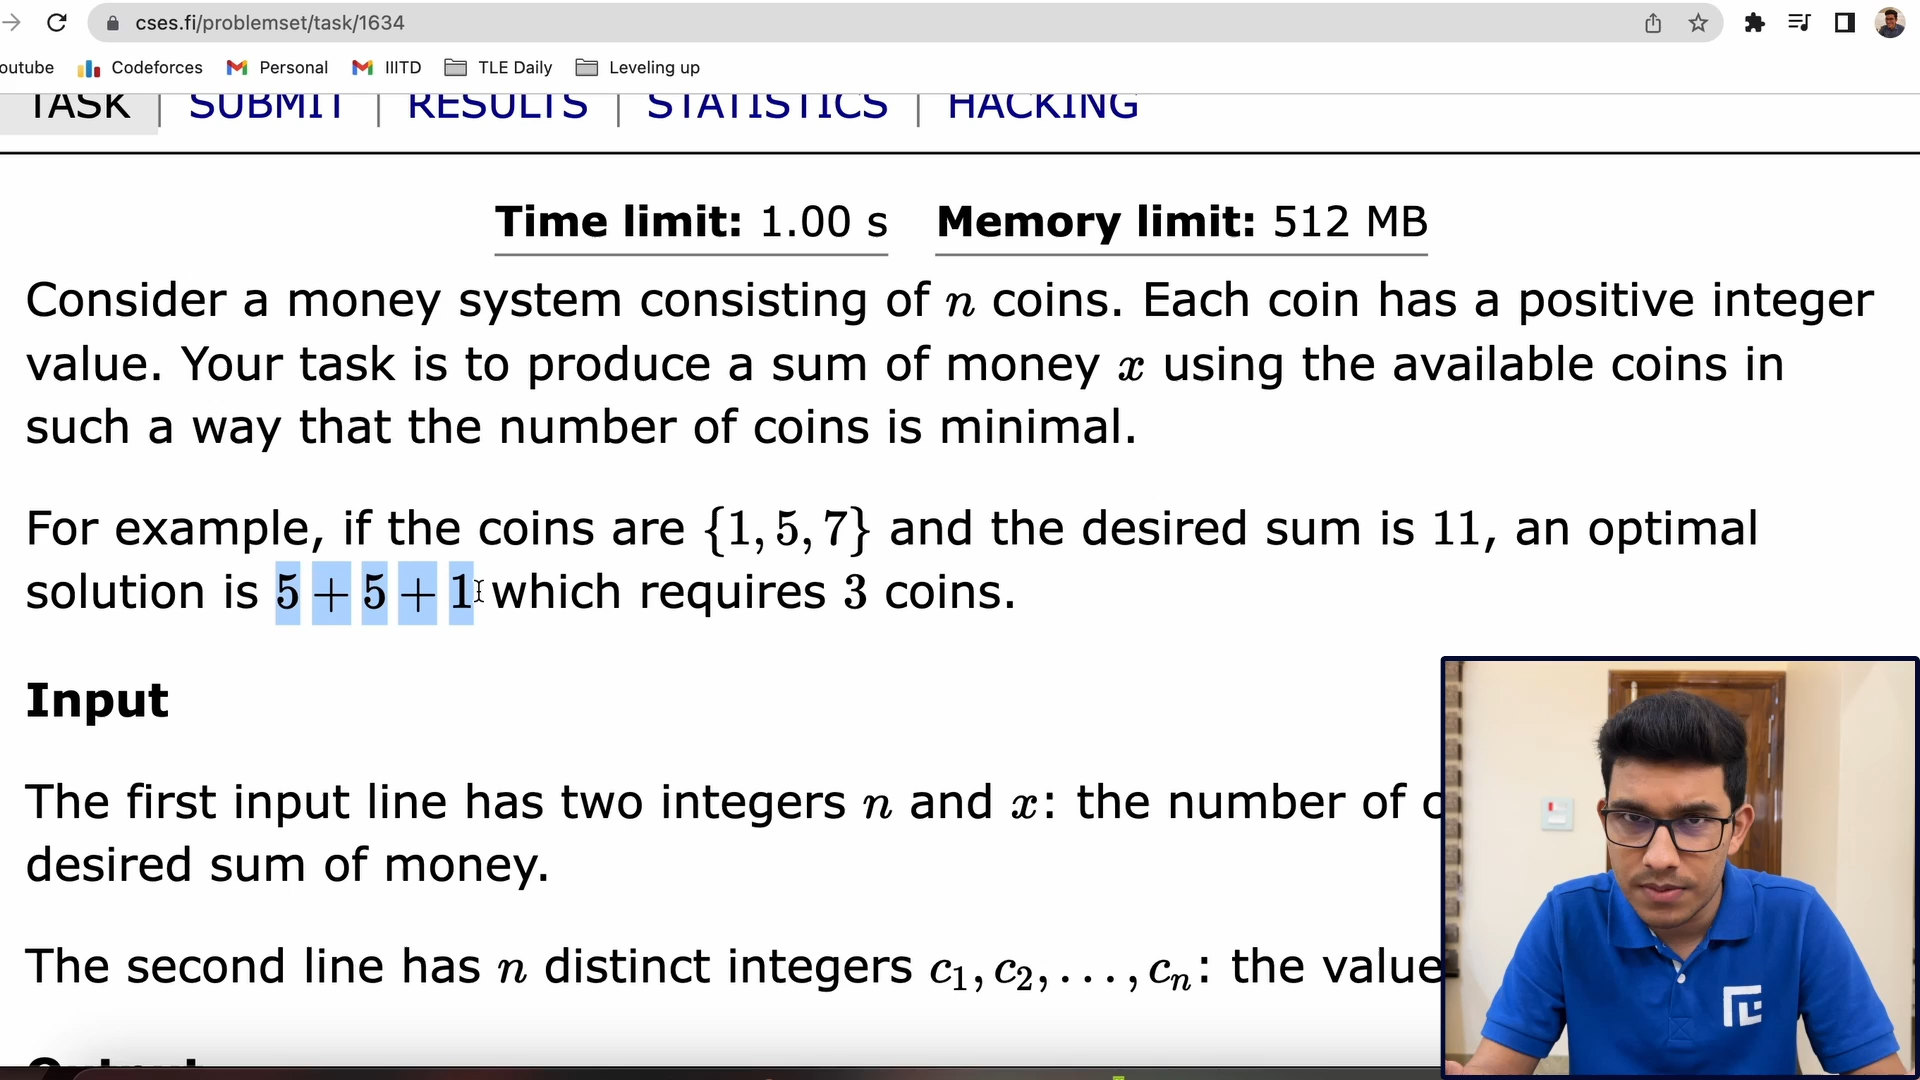 cses.fi/problemset/task/1634
outube Codeforces Personal IIITD TLE Daily Leveling up
TASK | SUBMIT | RESULTS | STATISTICS | HACKING
Time limit: 1.00 s Memory limit: 512 MB
Consider a money system consisting of n coins. Each coin has a positive integer
value. Your task is to produce a sum of money x using the available coins in
such a way that the number of coins is minimal.
For example, if the coins are {1, 5, 7} and the desired sum is 11, an optimal
solution is 5 + 5 + 1 which requires 3 coins.
Input
The first input line has two integers n and x: the number of c
desired sum of money.
The second line has n distinct integers c₁, c₂, . . . , cₙ: the value